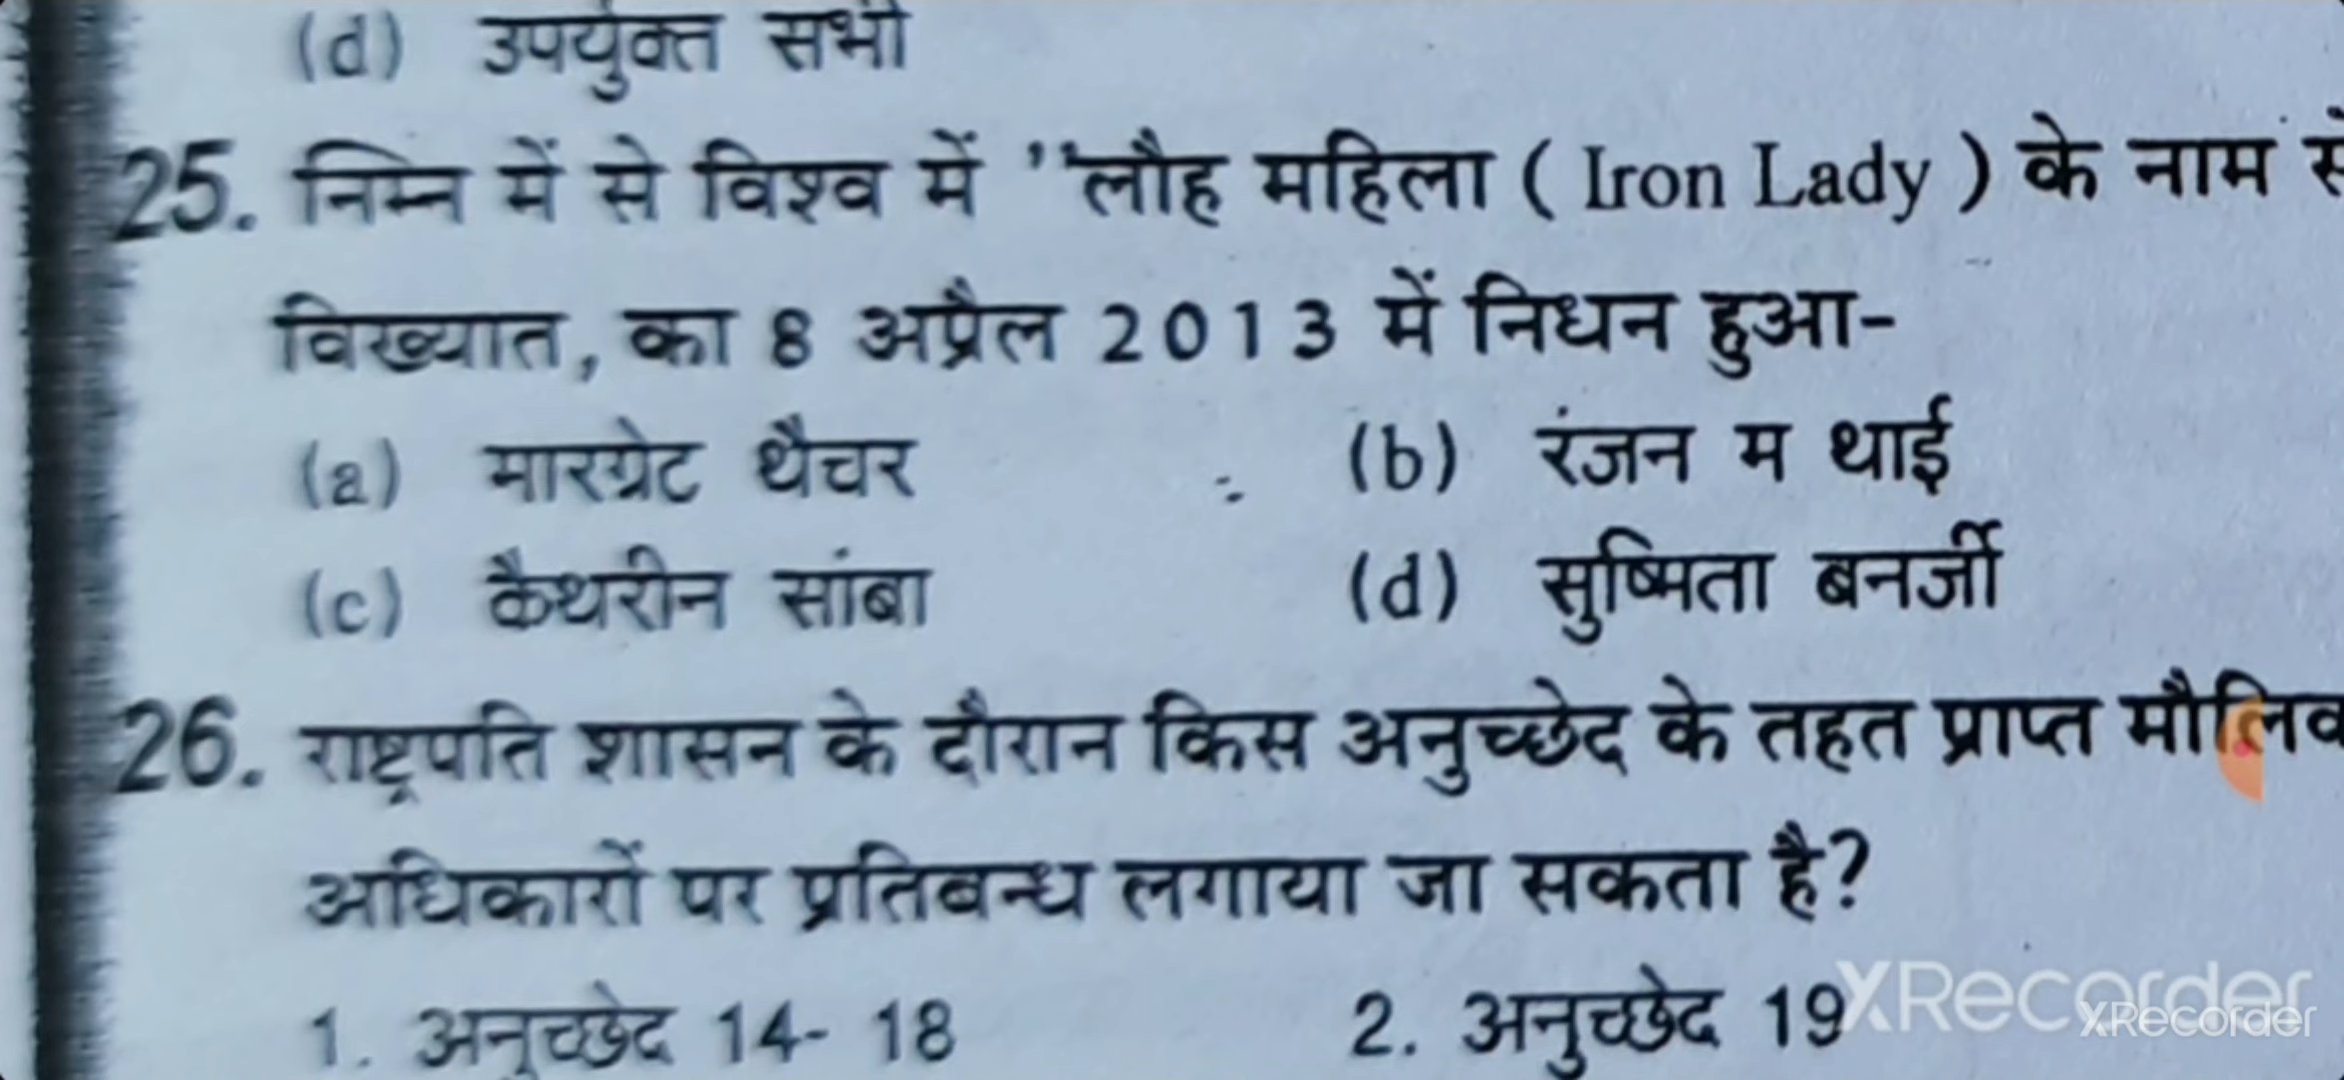 (d) उपर्युक्त सभी
25. निम्न में से विश्व में "लौह महिला ( Iron Lady ) के नाम से
विख्यात, का 8 अप्रैल 2013 में निधन हुआ-
(a) मारग्रेट थैचर (b) रंजन म थाई
(c) कैथरीन सांबा (d) सुष्मिता बनर्जी
26. राष्ट्रपति शासन के दौरान किस अनुच्छेद के तहत प्राप्त
अधिकारों पर प्रतिबन्ध लगाया जा सकता है?
1. अनुच्छेद 14- 18 2. अनुच्छेद 19
XRecorder
XRecorder